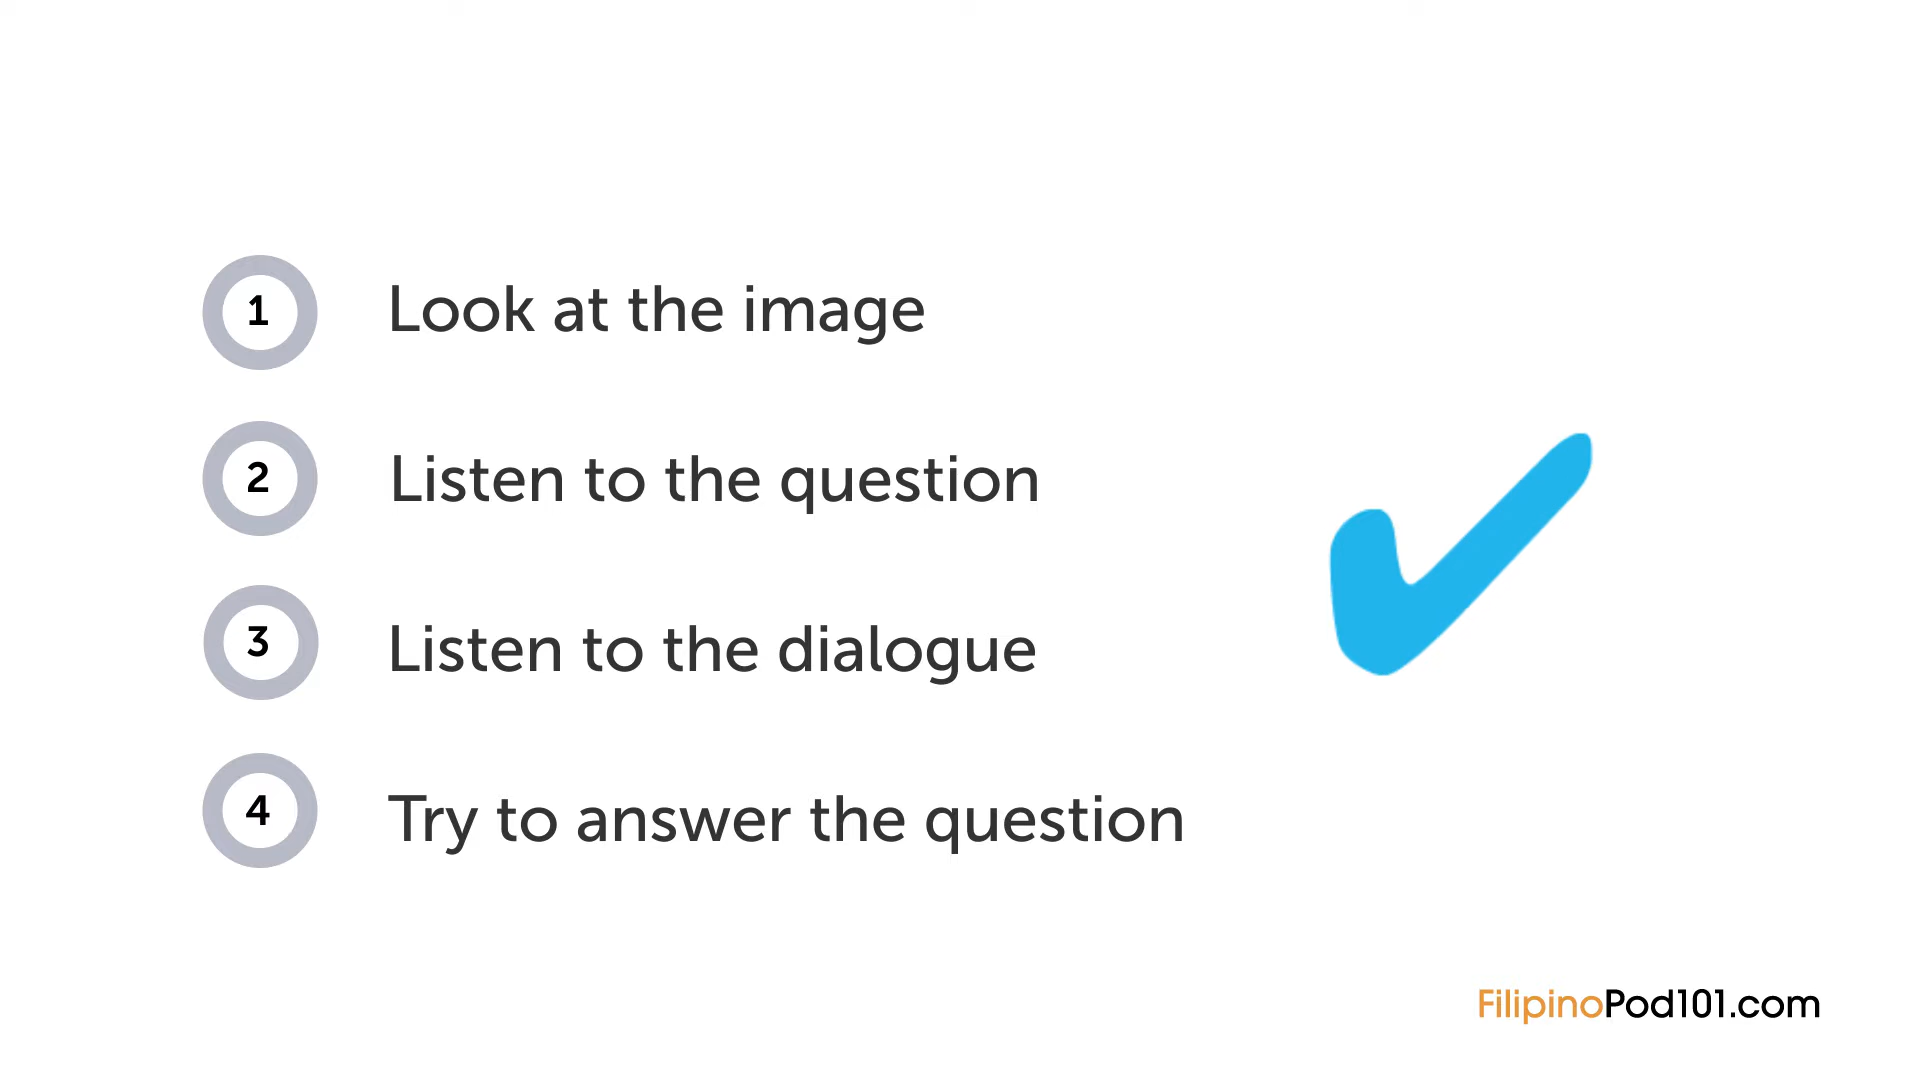 1 Look at the image
2 Listen to the question
3 Listen to the dialogue
4 Try to answer the question
FilipinoPod101.com